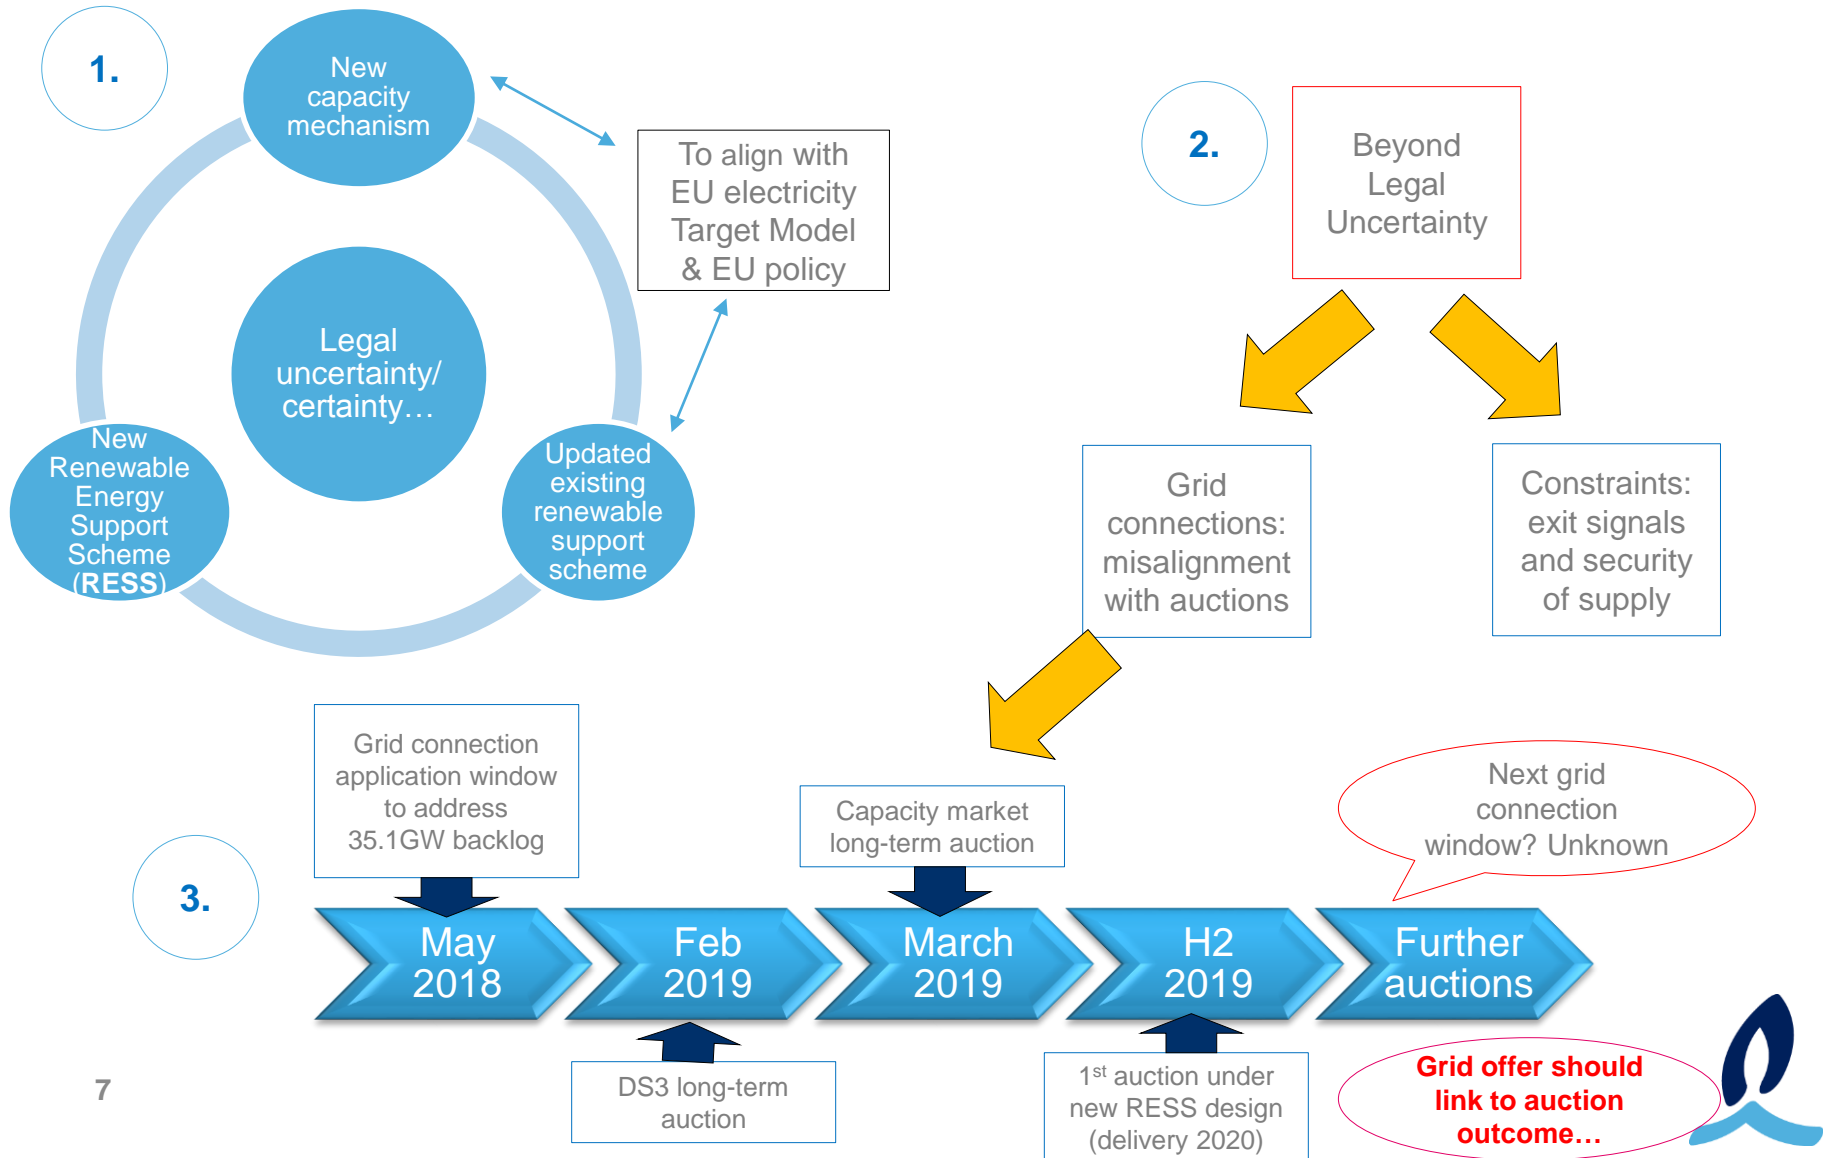 1.
New
capacity
mechanism
To align with
EU electricity
Target Model
& EU policy
Legal
uncertainty/
certainty…
New
Renewable
Energy
Support
Scheme
(RESS)
Updated
existing
renewable
support
scheme
2.
Beyond
Legal
Uncertainty
Grid
connections:
misalignment
with auctions
Constraints:
exit signals
and security
of supply
3.
Grid connection
application window
to address
35.1GW backlog
Capacity market
long-term auction
Next grid
connection
window? Unknown
May
2018
Feb
2019
March
2019
H2
2019
Further
auctions
DS3 long-term
auction
1st auction under
new RESS design
(delivery 2020)
Grid offer should
link to auction
outcome…
7